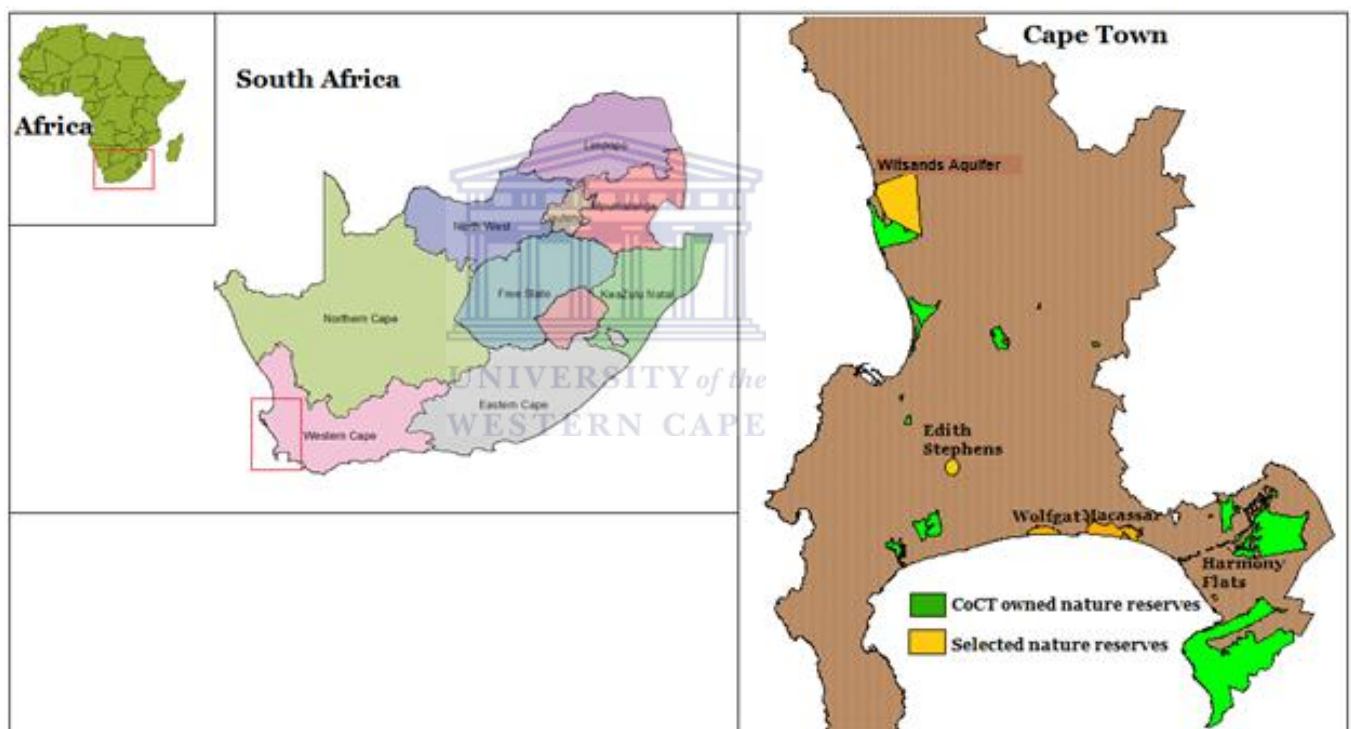 Africa
South Africa
Limpopo
North West
Mpumalanga
Free State
KwaZulu Natal
Northern Cape
Eastern Cape
Western Cape
UNIVERSITY of the
WESTERN CAPE
Cape Town
Witsands Aquifer
Edith
Stephens
Wolfgat
Macassar
Harmony
Flats
CoCT owned nature reserves
Selected nature reserves